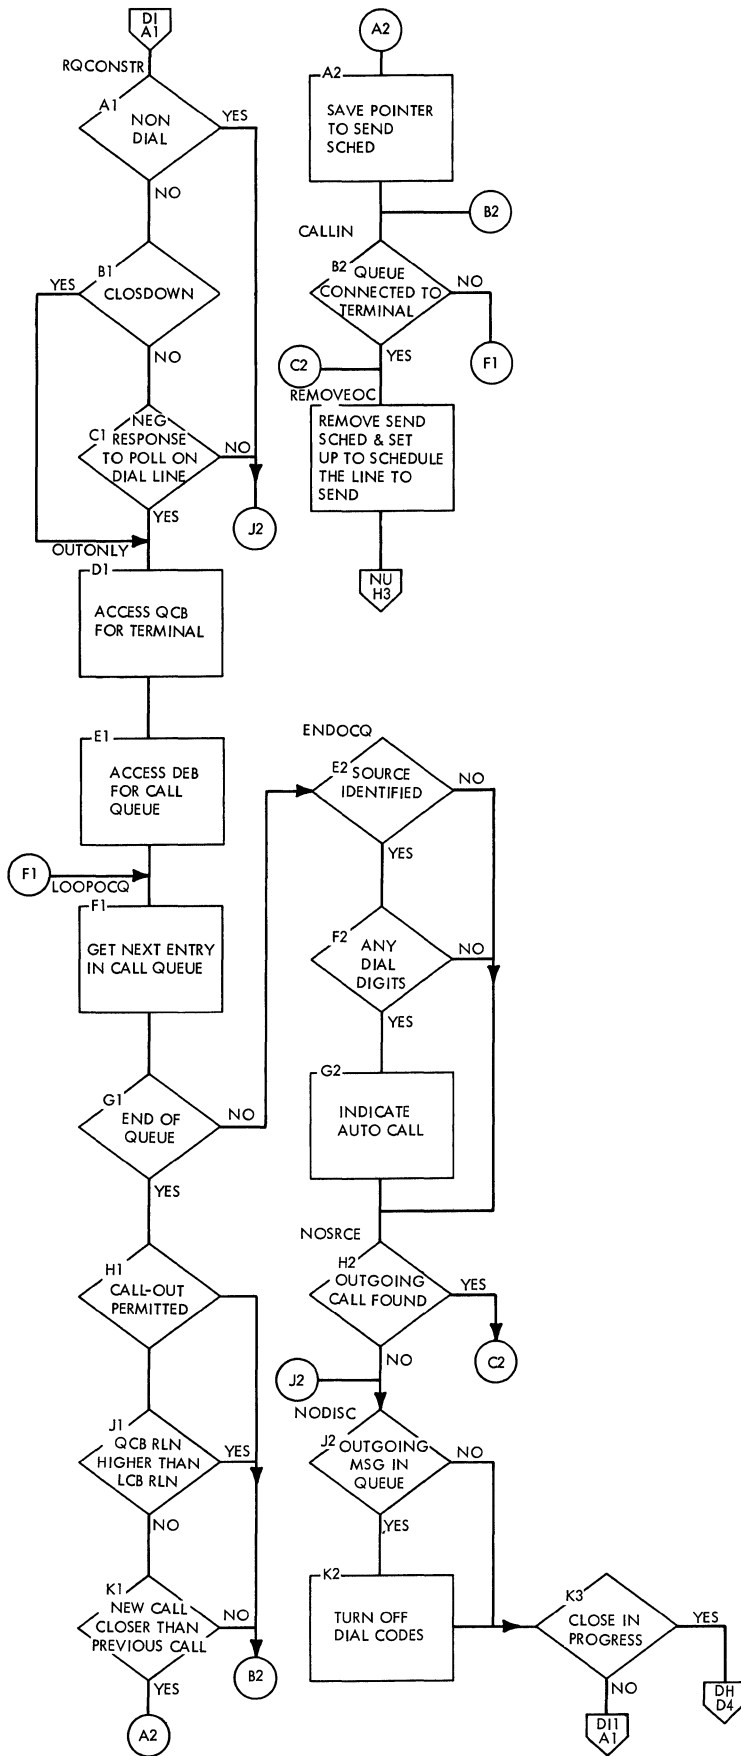 DI
A1
RQCONSTR
A1
NON
DIAL
YES
NO
B1
CLOSDOWN
YES
NO
C1
NEG
RESPONSE
TO POLL ON
DIAL LINE
NO
YES
J2
OUTONLY
D1
ACCESS QCB
FOR TERMINAL
E1
ACCESS DEB
FOR CALL
QUEUE
F1
LOOPOCQ
F1
GET NEXT ENTRY
IN CALL QUEUE
G1
END OF
QUEUE
NO
YES
H1
CALL-OUT
PERMITTED
J1
QCB RLN
HIGHER THAN
LCB RLN
YES
NO
K1
NEW CALL
CLOSER THAN
PREVIOUS CALL
NO
YES
B2
A2
A2
A2
SAVE POINTER
TO SEND
SCHED
B2
CALLIN
B2
QUEUE
CONNECTED TO
TERMINAL
NO
YES
F1
C2
REMOVEOC
REMOVE SEND
SCHED & SET
UP TO SCHEDULE
THE LINE TO
SEND
NU
H3
ENDOCQ
E2
SOURCE
IDENTIFIED
NO
YES
F2
ANY
DIAL
DIGITS
NO
YES
G2
INDICATE
AUTO CALL
NOSRCE
H2
OUTGOING
CALL FOUND
YES
NO
C2
J2
NODISC
J2
OUTGOING
MSG IN
QUEUE
NO
YES
K2
TURN OFF
DIAL CODES
K3
CLOSE IN
PROGRESS
YES
NO
DH
D4
DI1
A1